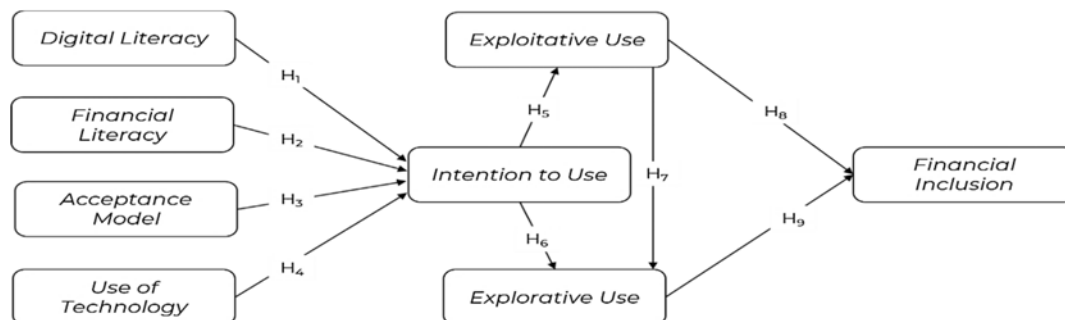 Digital Literacy
Exploitative Use
H₁
Financial
Literacy
H₂
H₅
H₈
Intention to Use
Financial
Inclusion
H₇
Acceptance
Model
H₃
H₆
H₉
H₄
Use of
Technology
Explorative Use